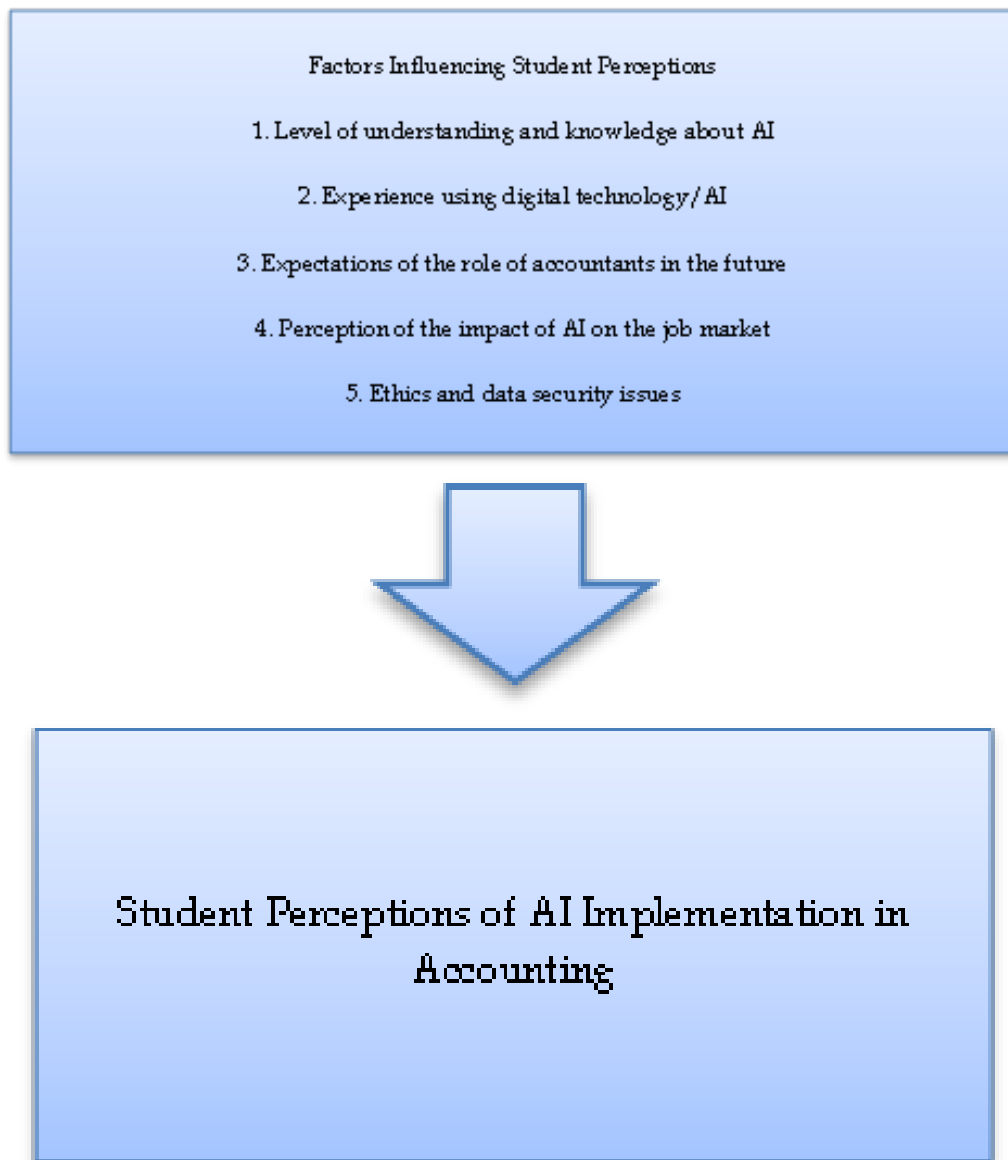 Factors Influencing Student Perceptions
1. Level of understanding and knowledge about AI
2. Experience using digital technology/AI
3. Expectations of the role of accountants in the future
4. Perception of the impact of AI on the job market
5. Ethics and data security issues
Student Perceptions of AI Implementation in
Accounting